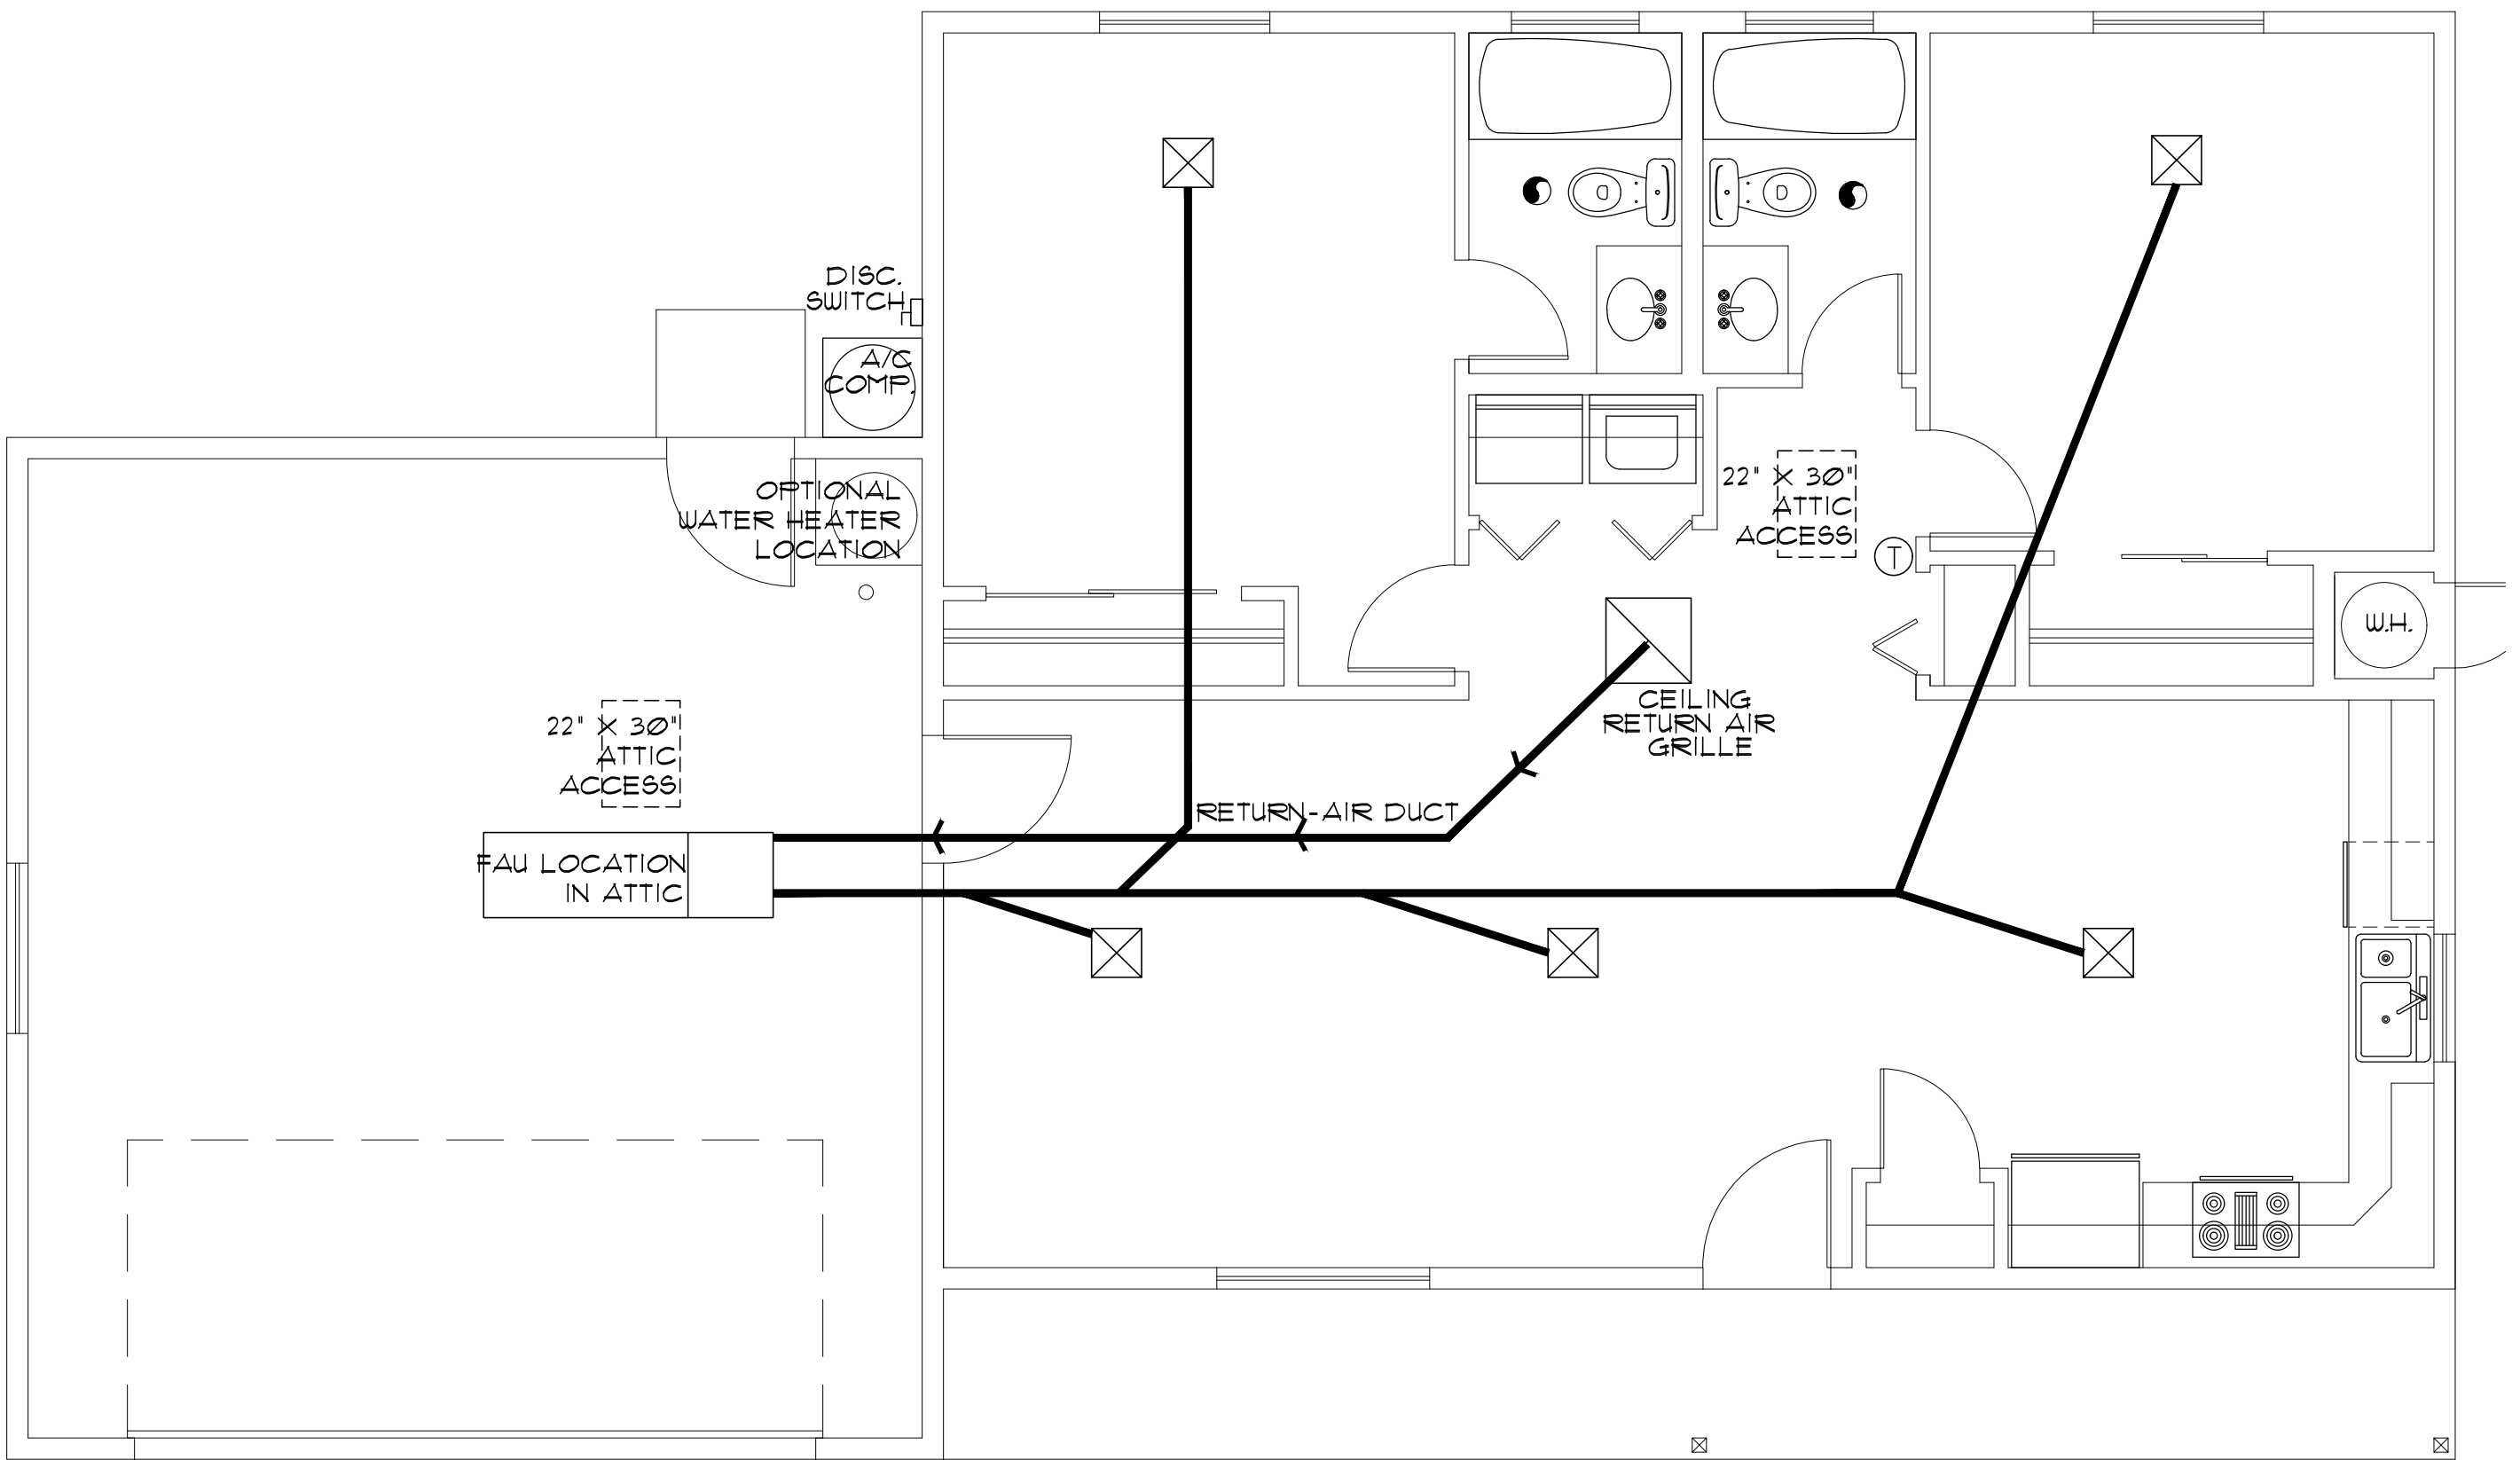 DISC.
SWITCH
A/C
COMP.
OPTIONAL
WATER HEATER
LOCATION
22" X 30"
ATTIC
ACCESS
T
W.H.
CEILING
RETURN AIR
GRILLE
22" X 30"
ATTIC
ACCESS
RETURN-AIR DUCT
FAU LOCATION
IN ATTIC